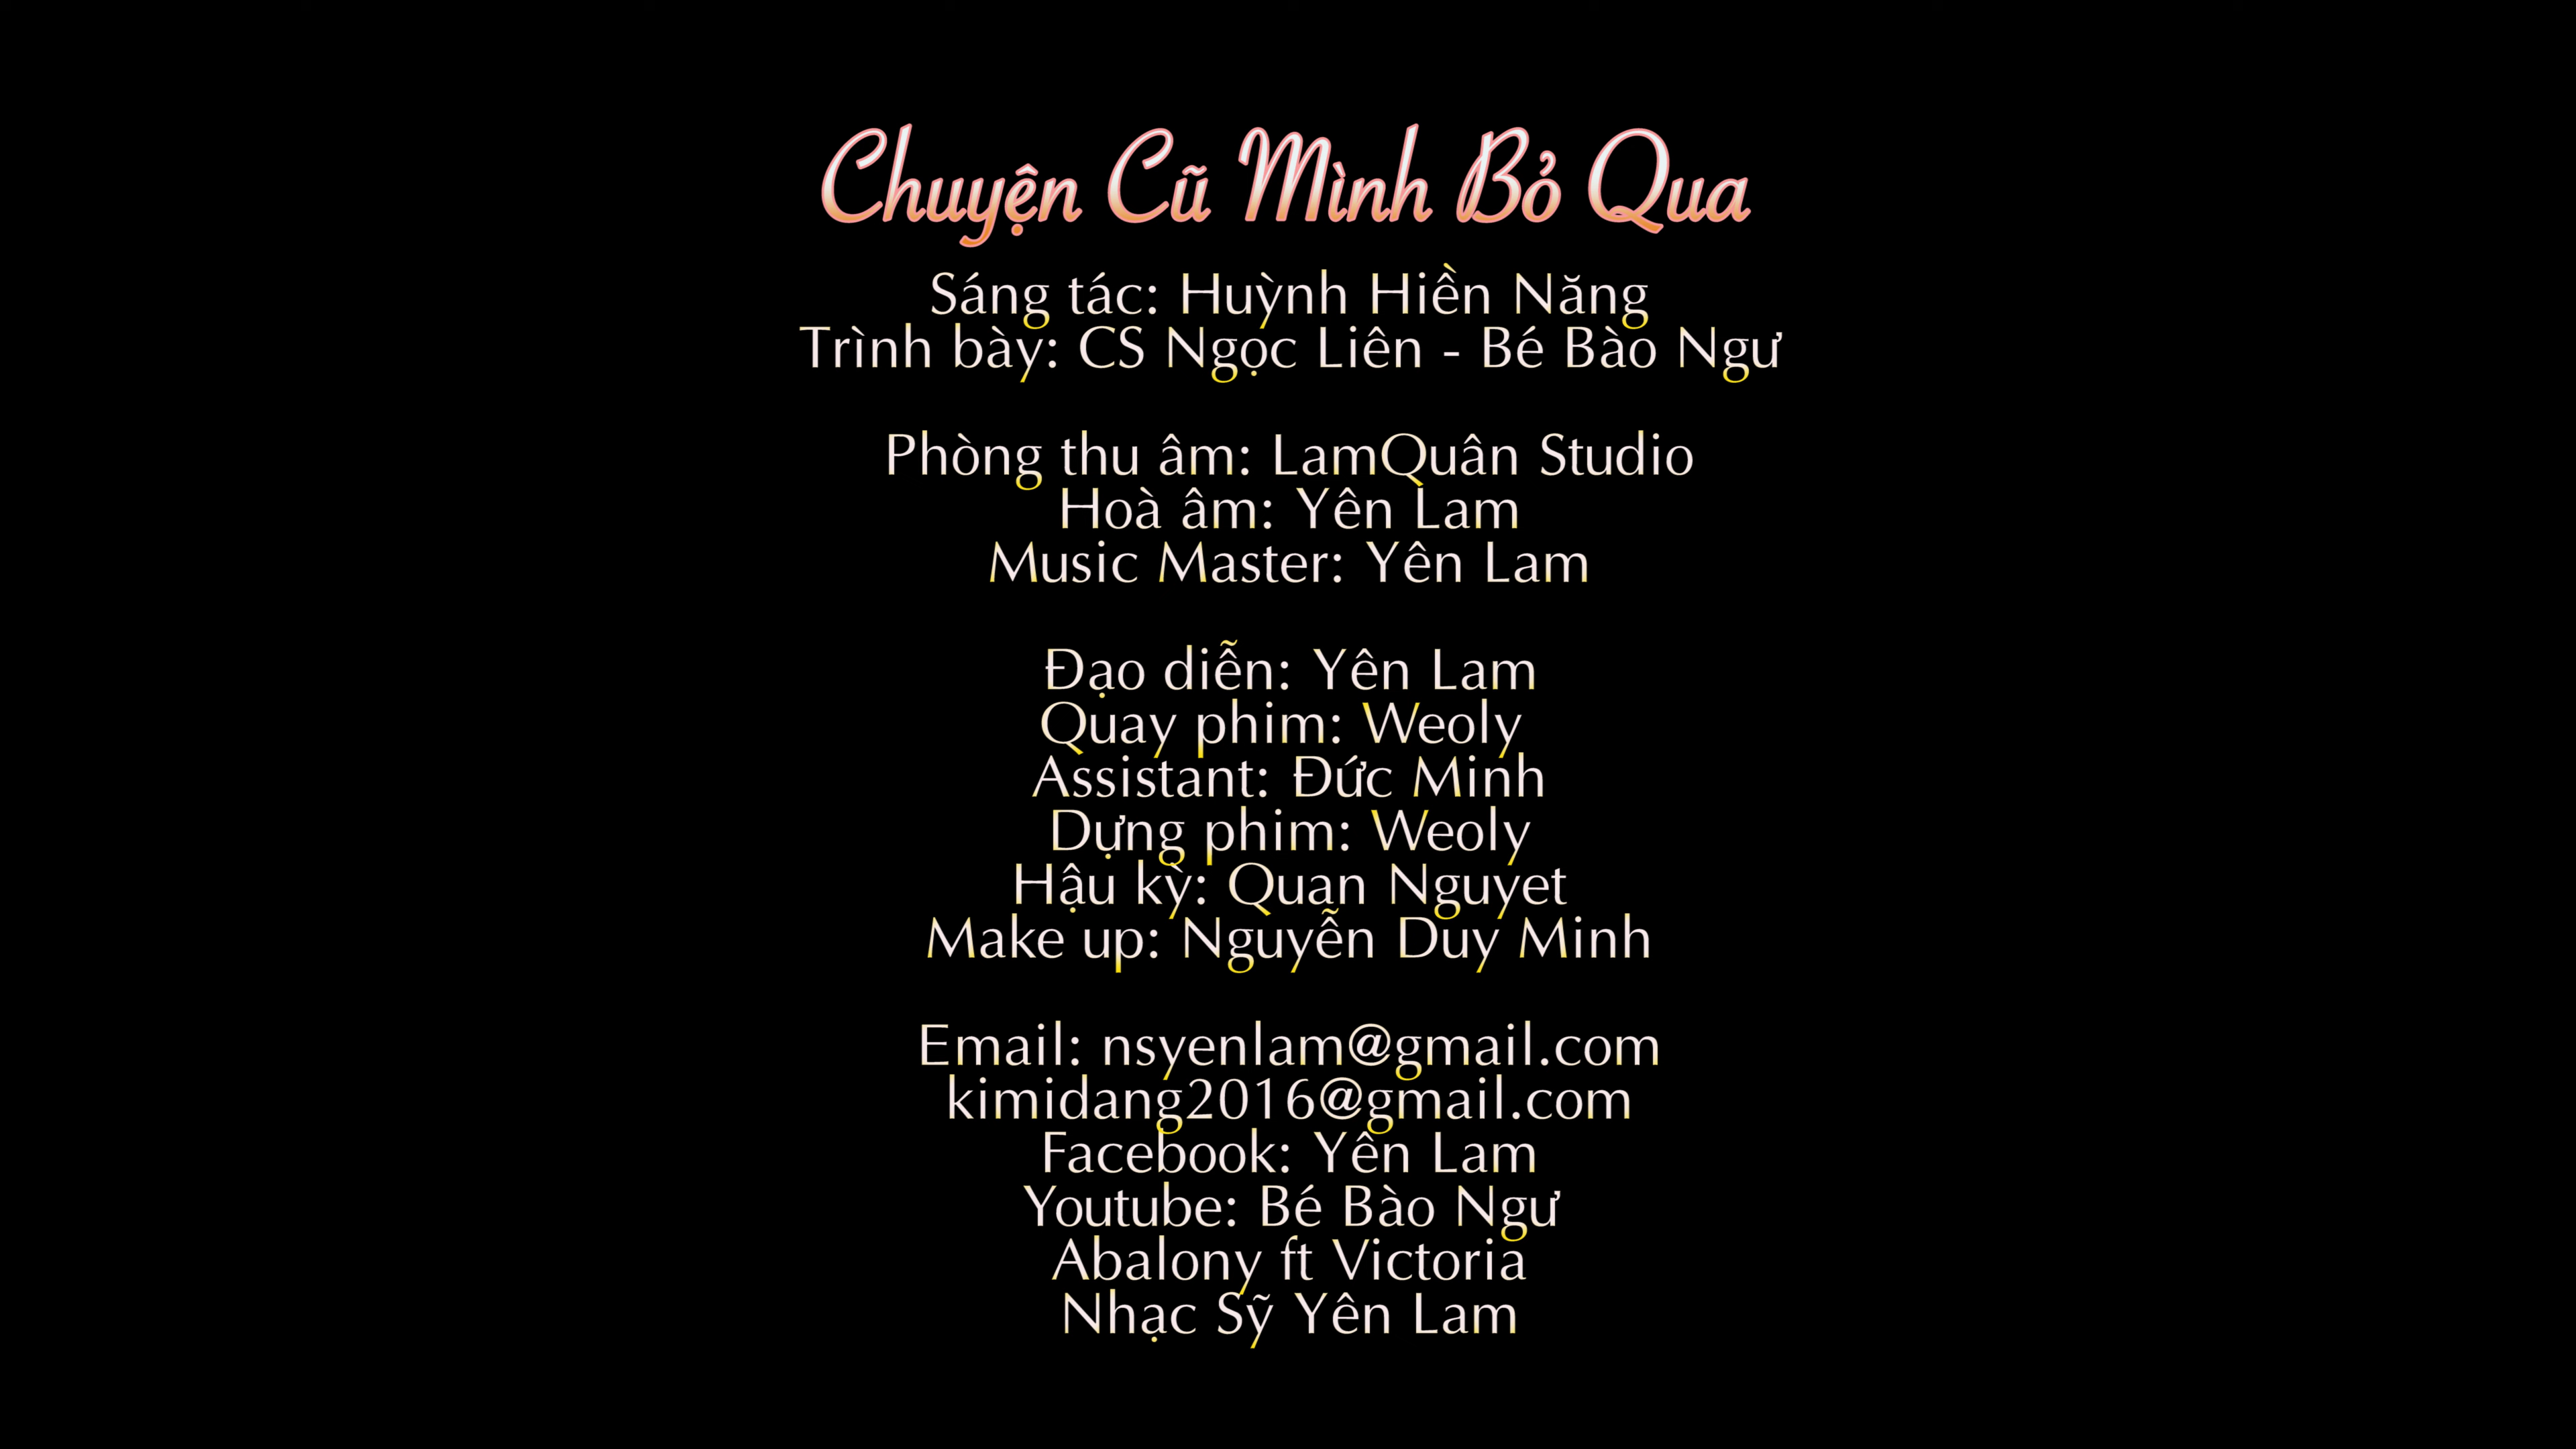 Chuyện Cũ Mình Bỏ Qua
Sáng tác: Huỳnh Hiền Năng
Trình bày: CS Ngọc Liên - Bé Bào Ngư
Phòng thu âm: LamQuân Studio
Hoà âm: Yên Lam
Music Master: Yên Lam
Đạo diễn: Yên Lam
Quay phim: Weoly
Assistant: Đức Minh
Dựng phim: Weoly
Hậu kỳ: Quan Nguyet
Make up: Nguyễn Duy Minh
Email: nsyenlam@gmail.com
kimidang2016@gmail.com
Facebook: Yên Lam
Youtube: Bé Bào Ngư
Abalony ft Victoria
Nhạc Sỹ Yên Lam